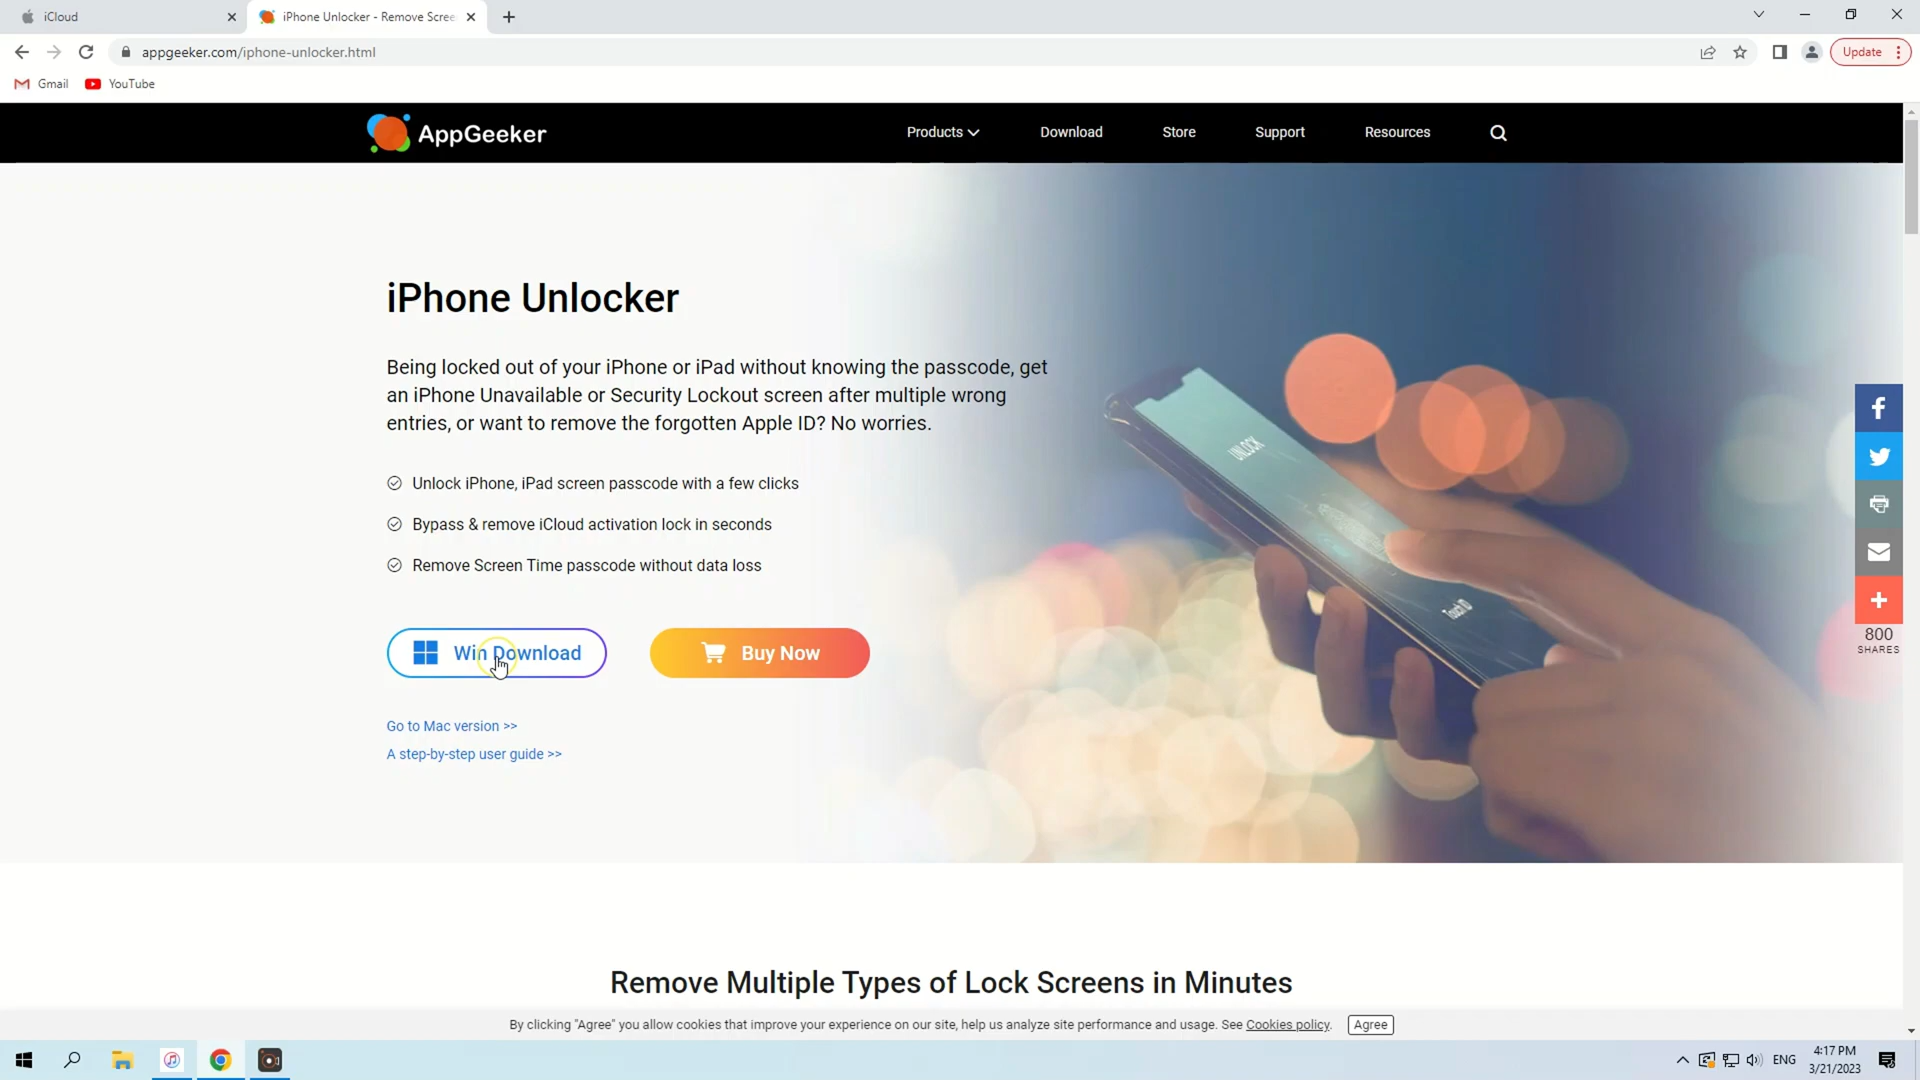 iCloud
iPhone Unlocker - Remove Scree
appgeeker.com/iphone-unlocker.html
Update
Gmail
YouTube
AppGeeker
Products
Download
Store
Support
Resources
iPhone Unlocker
Being locked out of your iPhone or iPad without knowing the passcode, get
an iPhone Unavailable or Security Lockout screen after multiple wrong
entries, or want to remove the forgotten Apple ID? No worries.
Unlock iPhone, iPad screen passcode with a few clicks
Bypass & remove iCloud activation lock in seconds
Remove Screen Time passcode without data loss
Win Download
Buy Now
Go to Mac version >>
A step-by-step user guide >>
UNLOCK
Touch ID
800
SHARES
Remove Multiple Types of Lock Screens in Minutes
By clicking "Agree" you allow cookies that improve your experience on our site, help us analyze site performance and usage. See Cookies policy.
Agree
ENG
4:17 PM
3/21/2023